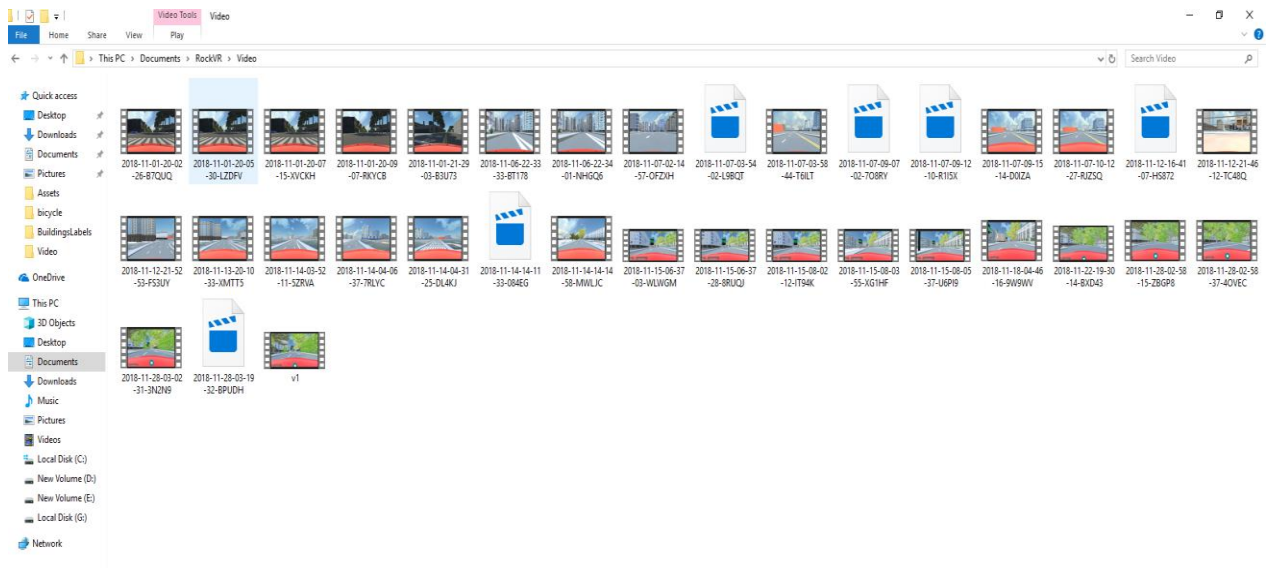 Video Tools Video
File Home Share View Play
This PC > Documents > RockVR > Video
Search Video
Quick access
Desktop
Downloads
Documents
Pictures
Assets
bicycle
BuildingsLabels
Video
OneDrive
This PC
3D Objects
Desktop
Documents
Downloads
Music
Pictures
Videos
Local Disk (C:)
New Volume (D:)
New Volume (E:)
Local Disk (G:)
Network
2018-11-01-20-02
-26-B7QUQ
2018-11-01-20-05
-30-LZDFV
2018-11-01-20-07
-15-XVCKH
2018-11-01-20-09
-07-RKYCB
2018-11-01-21-29
-03-B3U73
2018-11-06-22-33
-33-BT178
2018-11-06-22-34
-01-NHGQ6
2018-11-07-02-14
-57-OFZXH
2018-11-07-03-54
-02-L9BQT
2018-11-07-03-58
-44-T6ILT
2018-11-07-09-07
-02-7O8RY
2018-11-07-09-12
-10-R1I5X
2018-11-07-09-15
-14-D0IZA
2018-11-07-10-12
-27-RJZSQ
2018-11-12-16-41
-07-HS872
2018-11-12-21-46
-12-TC48Q
2018-11-12-21-52
-53-FS3UY
2018-11-13-20-10
-33-XMTT5
2018-11-14-03-52
-11-5ZRVA
2018-11-14-04-06
-37-7RLYC
2018-11-14-04-31
-25-DL4KJ
2018-11-14-14-11
-33-084EG
2018-11-14-14-14
-58-MWLJC
2018-11-15-06-37
-03-WLWGM
2018-11-15-06-37
-28-8RUQJ
2018-11-15-08-02
-12-IT94K
2018-11-15-08-03
-55-XG1HF
2018-11-15-08-05
-37-U6PI9
2018-11-18-04-46
-16-9W9WV
2018-11-22-19-30
-14-BXD43
2018-11-28-02-58
-15-ZBGP8
2018-11-28-02-58
-37-4OVEC
2018-11-28-03-02
-31-3N2N9
2018-11-28-03-19
-32-BPUDH
v1